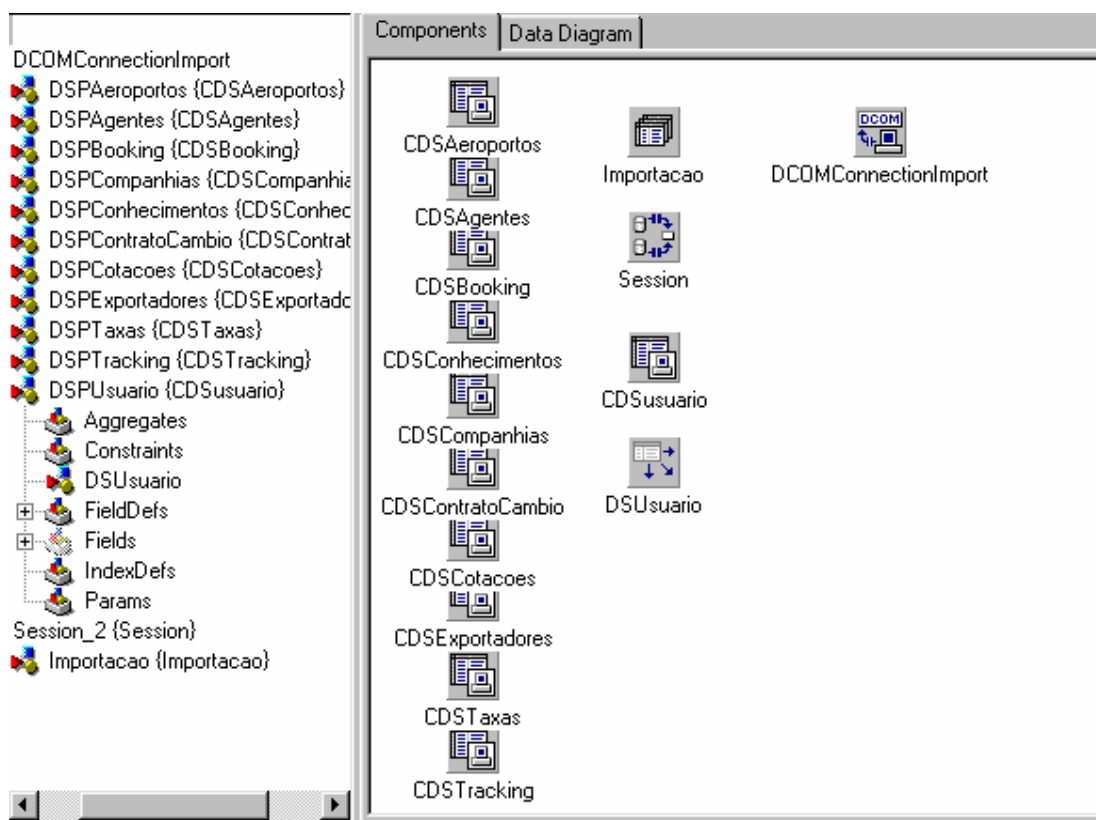 DCOMConnectionImport
DSPAeroportos {CDSAeroportos}
DSPAgentes {CDSAgentes}
DSPBooking {CDSBooking}
DSPCompanhias {CDSCompanhia
DSPConhecimentos {CDSConhec
DSPContratoCambio {CDSContrat
DSPCotacoes {CDSCotacoes}
DSPExportadores {CDSExportado
DSPTaxas {CDSTaxas}
DSPTracking {CDSTracking}
DSPUsuario {CDSusuario}
Aggregates
Constraints
DSUsuario
FieldDefs
Fields
IndexDefs
Params
Session_2 {Session}
Importacao {Importacao}
Components
Data Diagram
CDSAeroportos
CDSAgentes
CDSBooking
CDSConhecimentos
CDSCompanhias
CDSContratoCambio
CDSCotacoes
CDSExportadores
CDSTaxas
CDSTracking
Importacao
Session
CDSusuario
DSUsuario
DCOM
DCOMConnectionImport